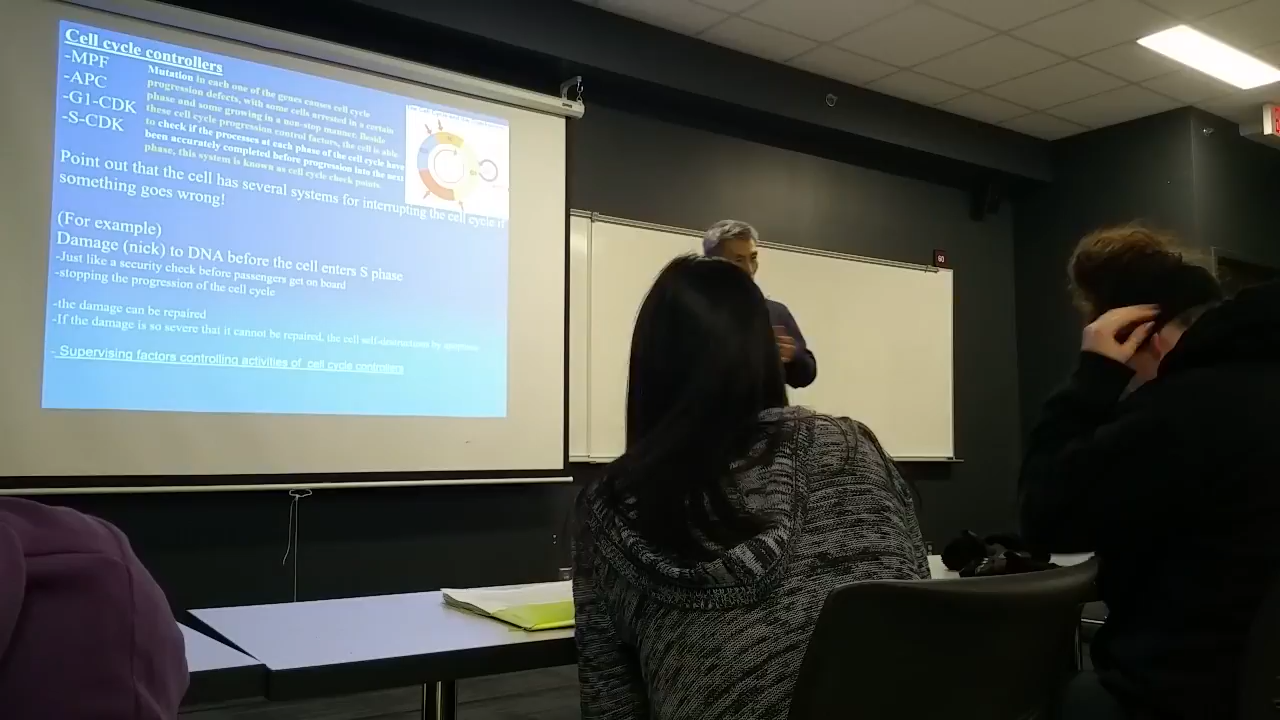 Cell cycle controllers
-MPF
-APC
-G1-CDK
-S-CDK
Mutation in each one of the genes causes cell cycle
progression defects, with some cells arrested in a certain
phase and some growing in a non-stop manner. Beside
these cell cycle progression control factors, the cell is able
to check if the processes at each phase of the cell cycle have
been accurately completed before progression into the next
phase, this system is known as cell cycle check points.
Point out that the cell has several systems for interrupting the cell cycle if
something goes wrong!
(For example)
Damage (nick) to DNA before the cell enters S phase
-Just like a security check before passengers get on board
-stopping the progression of the cell cycle
-the damage can be repaired
-If the damage is so severe that it cannot be repaired, the cell self-destructions by apoptosis
- Supervising factors controlling activities of cell cycle controllers
60